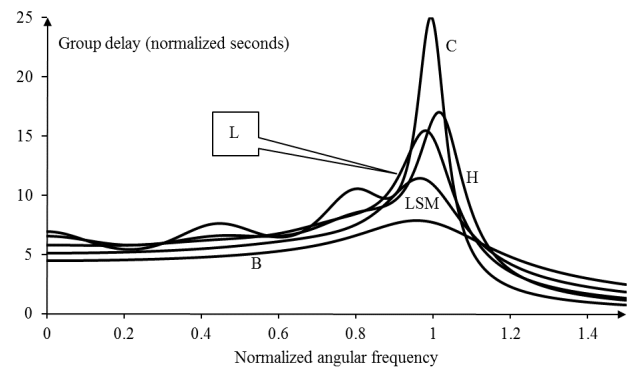 25
Group delay (normalized seconds)
C
20
15
L
10
H
LSM
5
B
0
0 0.2 0.4 0.6 0.8 1 1.2 1.4
Normalized angular frequency